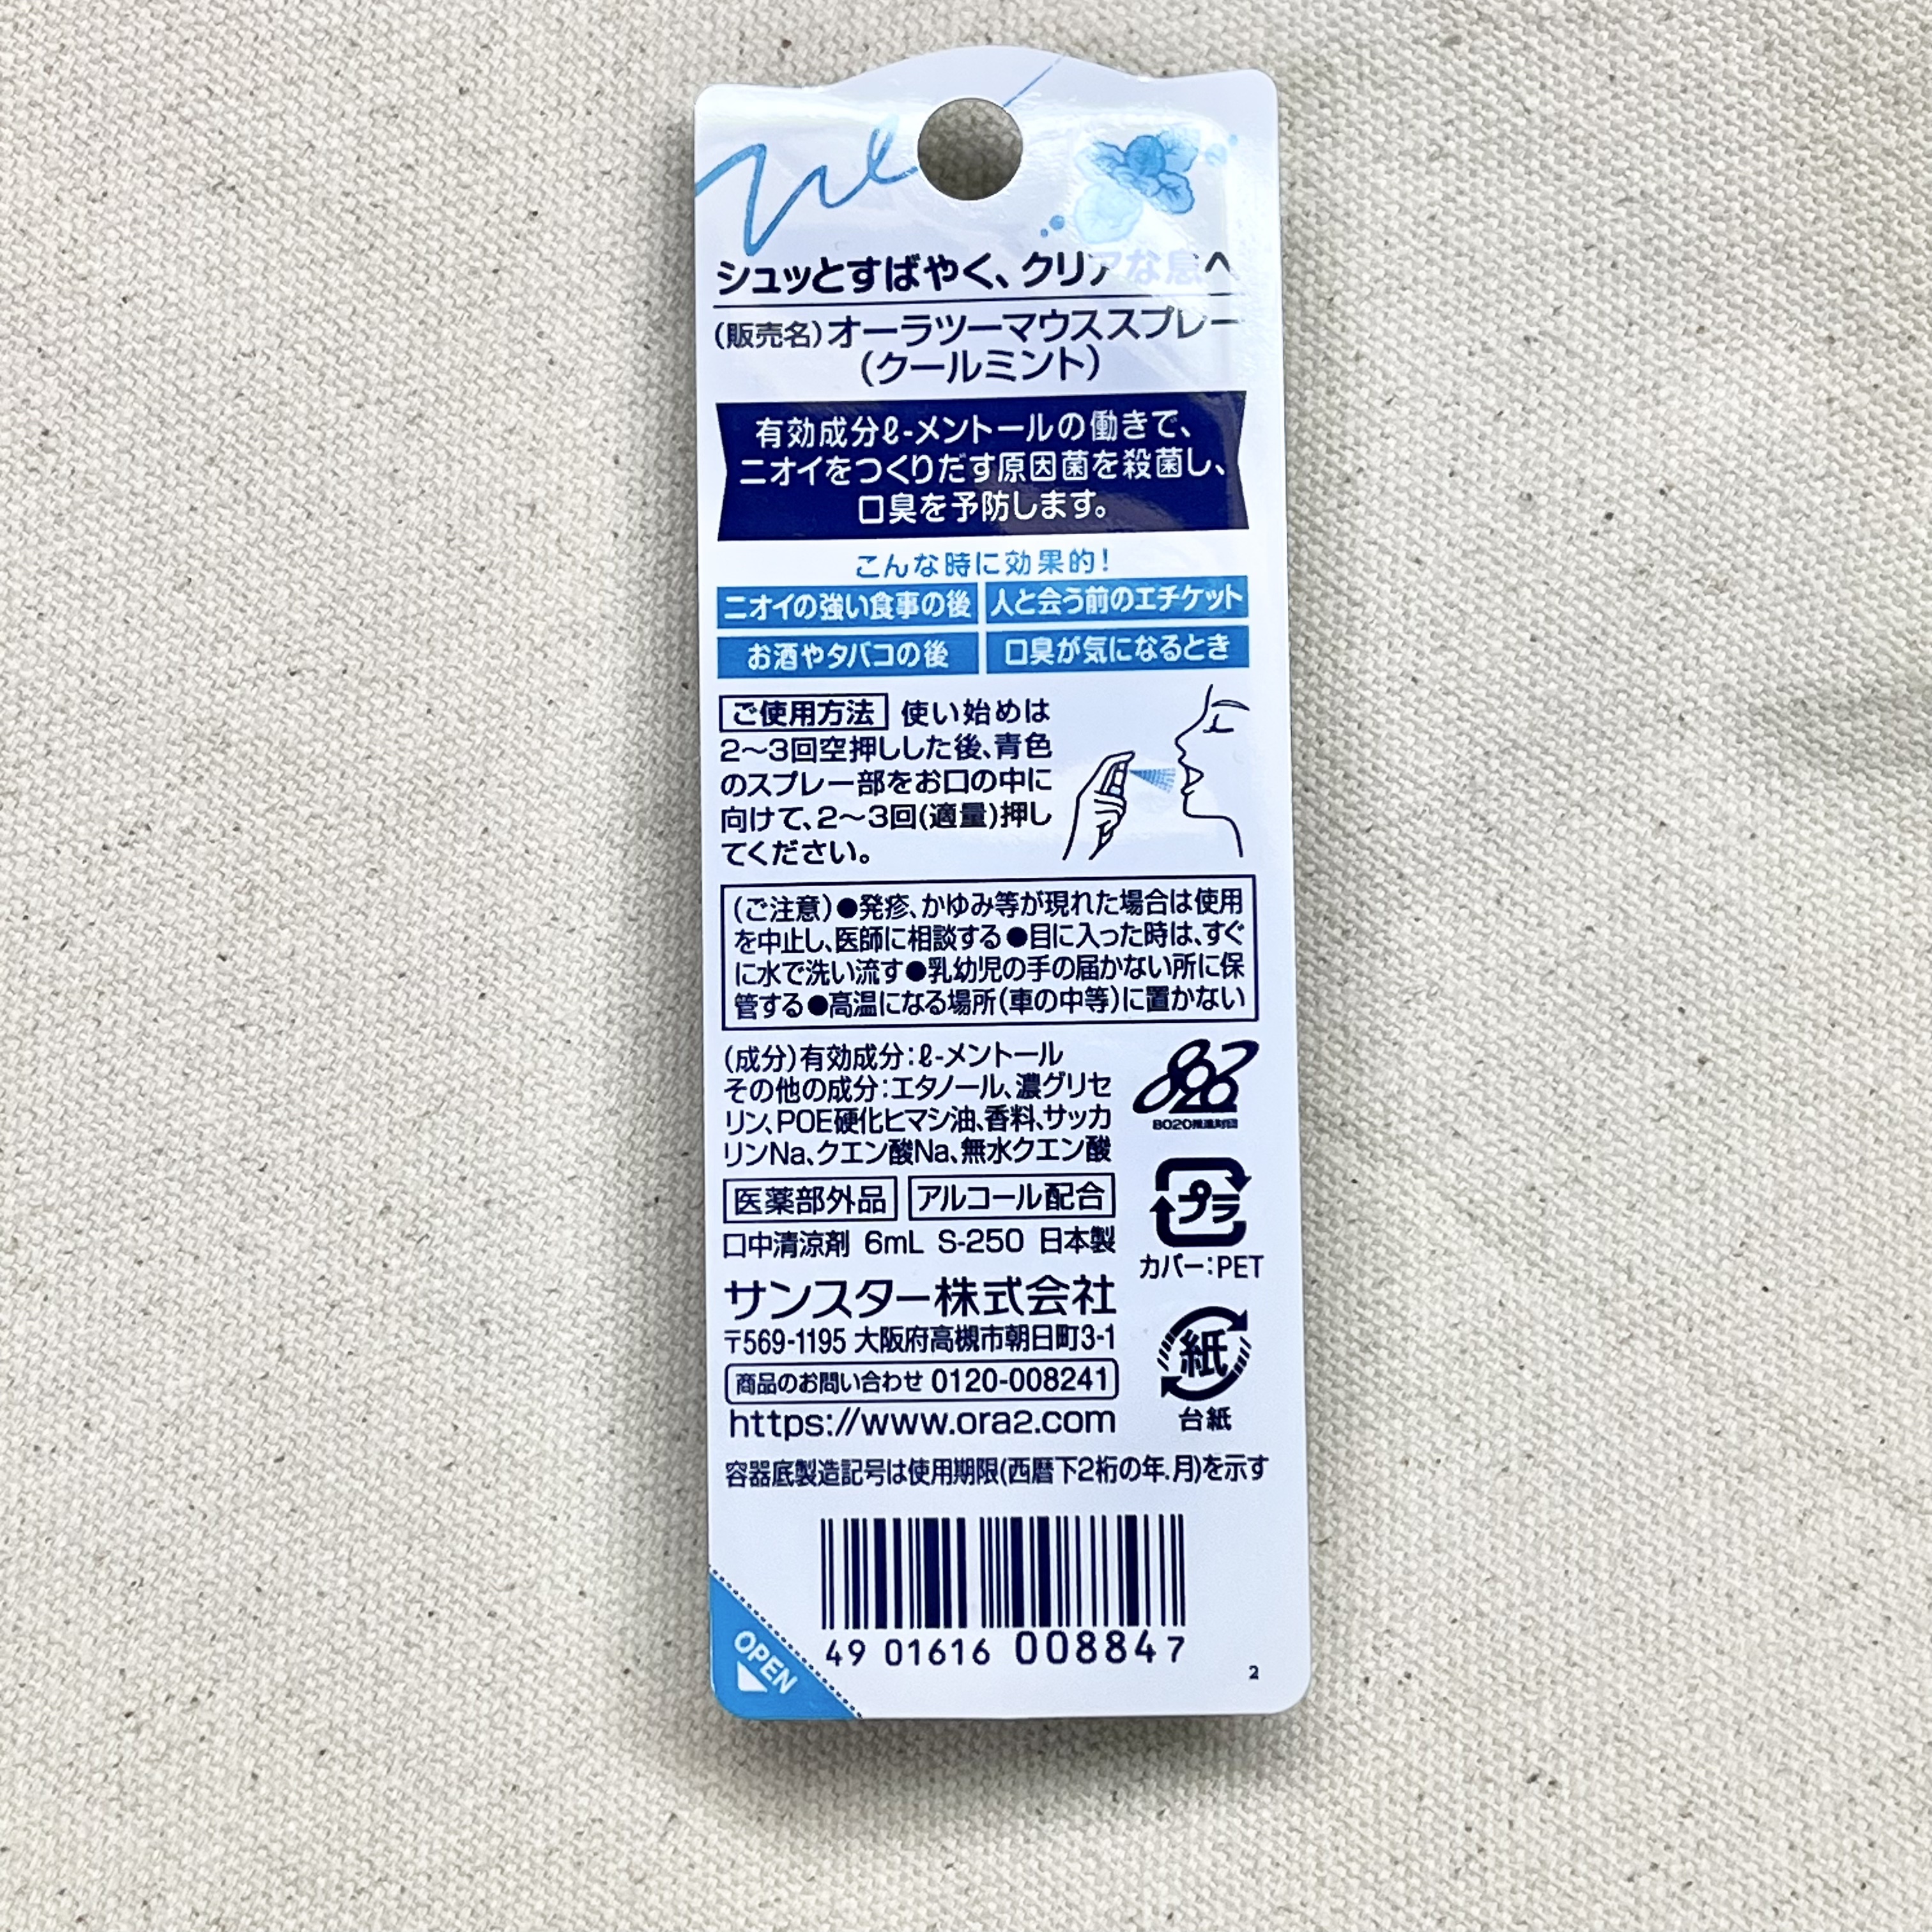 シュッとすばやく、クリアな息へ
(販売名)オーラツーマウススプレー
(クールミント)
有効成分ℓ-メントールの働きで、
ニオイをつくりだす原因菌を殺菌し、
口臭を予防します。
こんな時に効果的!
ニオイの強い食事の後 人と会う前のエチケット
お酒やタバコの後 口臭が気になるとき
ご使用方法 使い始めは
2〜3回空押しした後、青色
のスプレー部をお口の中に
向けて、2〜3回(適量)押し
てください。
(ご注意)●発疹、かゆみ等が現れた場合は使用
を中止し、医師に相談する●目に入った時は、すぐ
に水で洗い流す●乳幼児の手の届かない所に保
管する●高温になる場所(車の中等)に置かない
(成分)有効成分:ℓ-メントール
その他の成分:エタノール、濃グリセ
リン、POE硬化ヒマシ油、香料、サッカ
リンNa、クエン酸Na、無水クエン酸
8020
8020推進財団
医薬部外品 アルコール配合
口中清涼剤 6mL S-250 日本製
プラ
カバー:PET
サンスター株式会社
〒569-1195 大阪府高槻市朝日町3-1
商品のお問い合わせ 0120-008241
https://www.ora2.com
紙
台紙
容器底製造記号は使用期限(西暦下2桁の年.月)を示す
49 01616 008847
OPEN
2